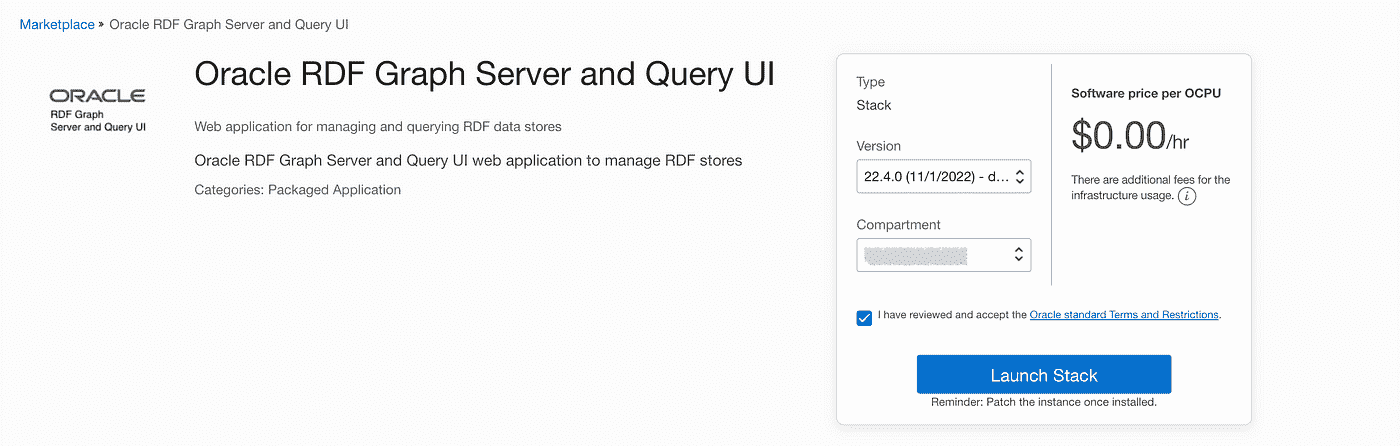 Marketplace » Oracle RDF Graph Server and Query UI
ORACLE
RDF Graph
Server and Query UI
Oracle RDF Graph Server and Query UI
Web application for managing and querying RDF data stores
Oracle RDF Graph Server and Query UI web application to manage RDF stores
Categories: Packaged Application
Type
Stack
Version
22.4.0 (11/1/2022) - d...
Compartment
Software price per OCPU
$0.00/hr
There are additional fees for the
infrastructure usage. i
I have reviewed and accept the Oracle standard Terms and Restrictions.
Launch Stack
Reminder: Patch the instance once installed.